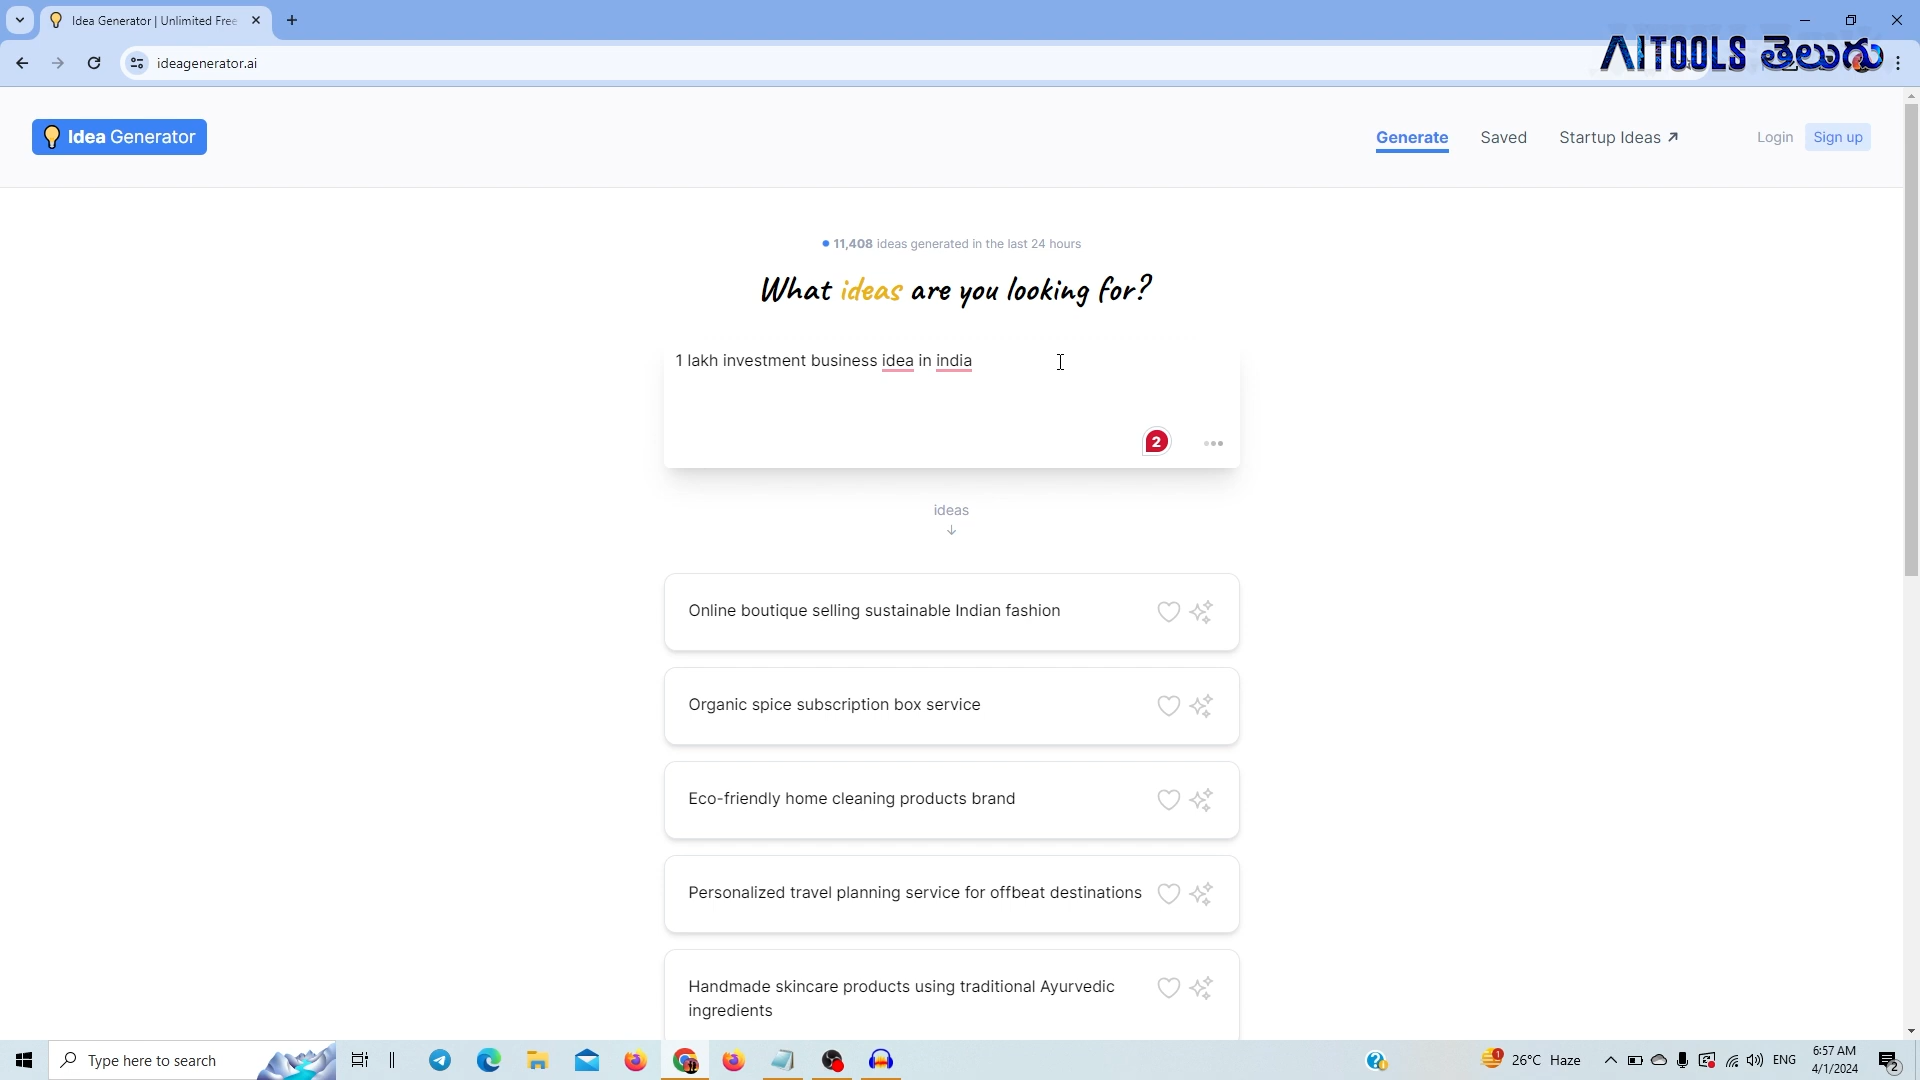 Idea Generator | Unlimited Free
ideagenerator.ai
AITOOLS తెలుగు
Idea Generator
Generate
Saved
Startup Ideas ↗
Login
Sign up
11,408 ideas generated in the last 24 hours
What ideas are you looking for?
1 lakh investment business idea in india
2
ideas
Online boutique selling sustainable Indian fashion
Organic spice subscription box service
Eco-friendly home cleaning products brand
Personalized travel planning service for offbeat destinations
Handmade skincare products using traditional Ayurvedic
ingredients
Type here to search
1
26°C Haze
ENG
6:57 AM
4/1/2024
2